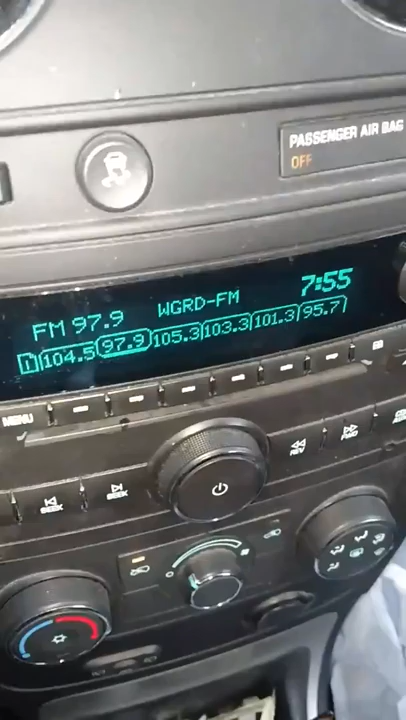 PASSENGER AIR BAG
OFF
FM 97.9 WGRD-FM 7:55
1 104.5 97.9 105.3 103.3 101.3 95.7
MENU
REV FWD
SEEK SEEK